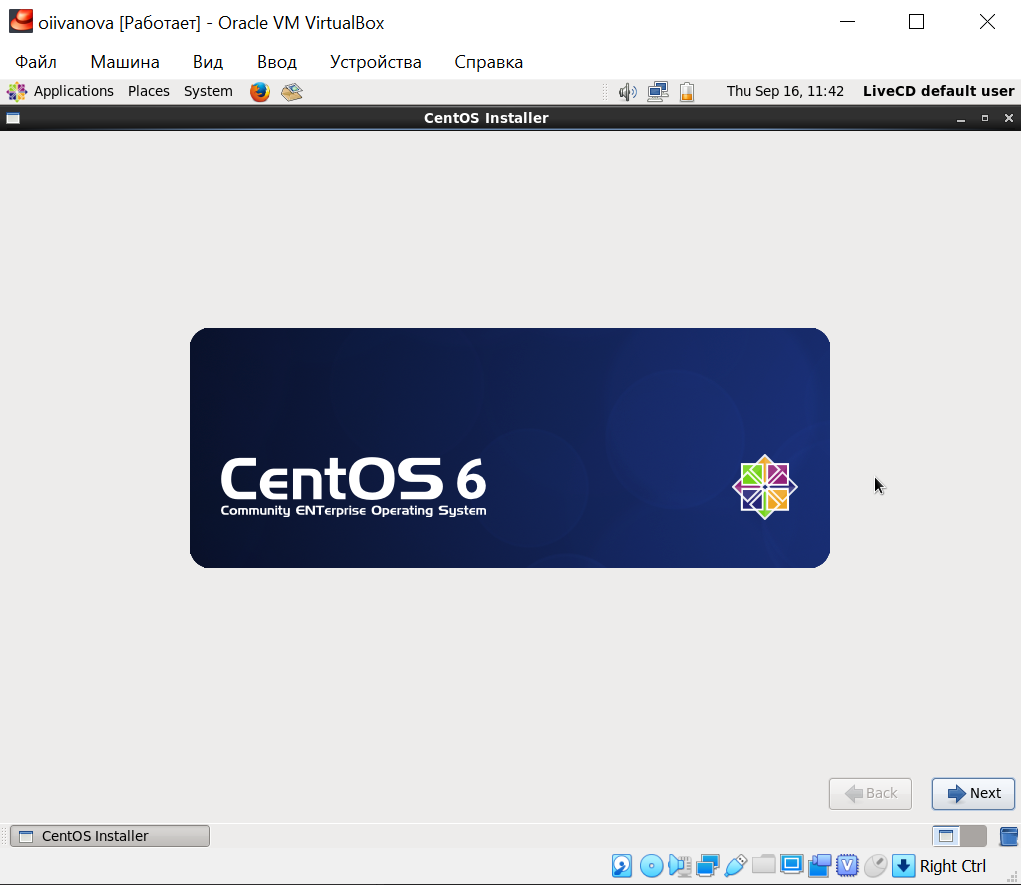 oiivanova [Работает] - Oracle VM VirtualBox
Файл Машина Вид Ввод Устройства Справка
Applications Places System Thu Sep 16, 11:42 LiveCD default user
CentOS Installer
CentOS 6
Community ENTerprise Operating System
Back Next
CentOS Installer
Right Ctrl